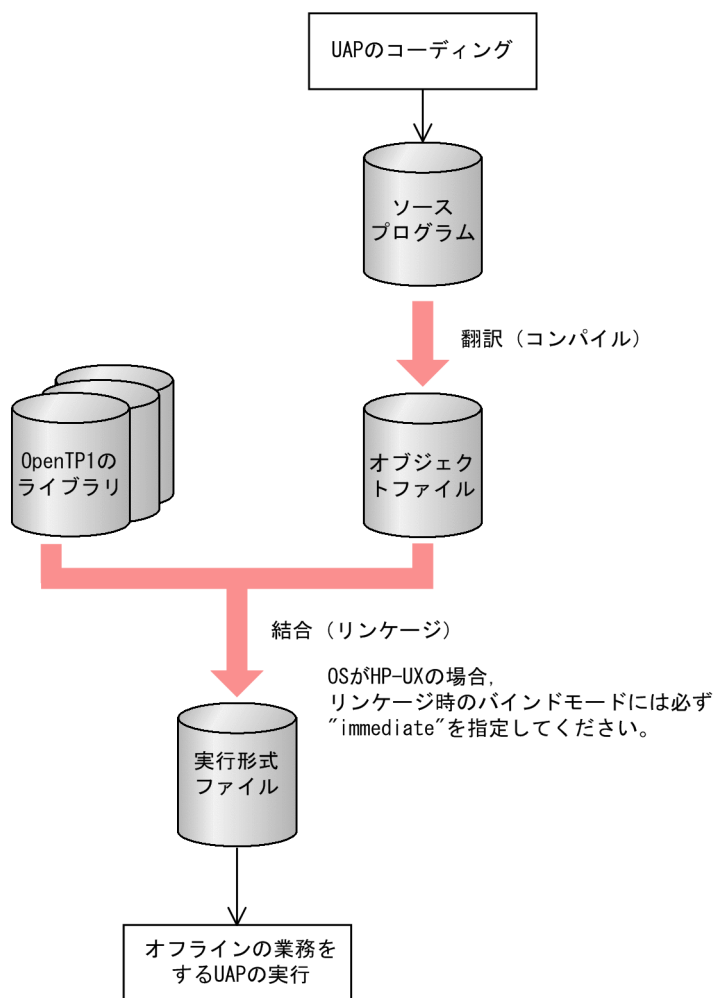 UAPのコーディング
ソース
プログラム
翻訳（コンパイル）
OpenTP1の
ライブラリ
オブジェク
トファイル
結合（リンケージ）
OSがHP-UXの場合，
リンケージ時のバインドモードには必ず
"immediate"を指定してください。
実行形式
ファイル
オフラインの業務を
するUAPの実行